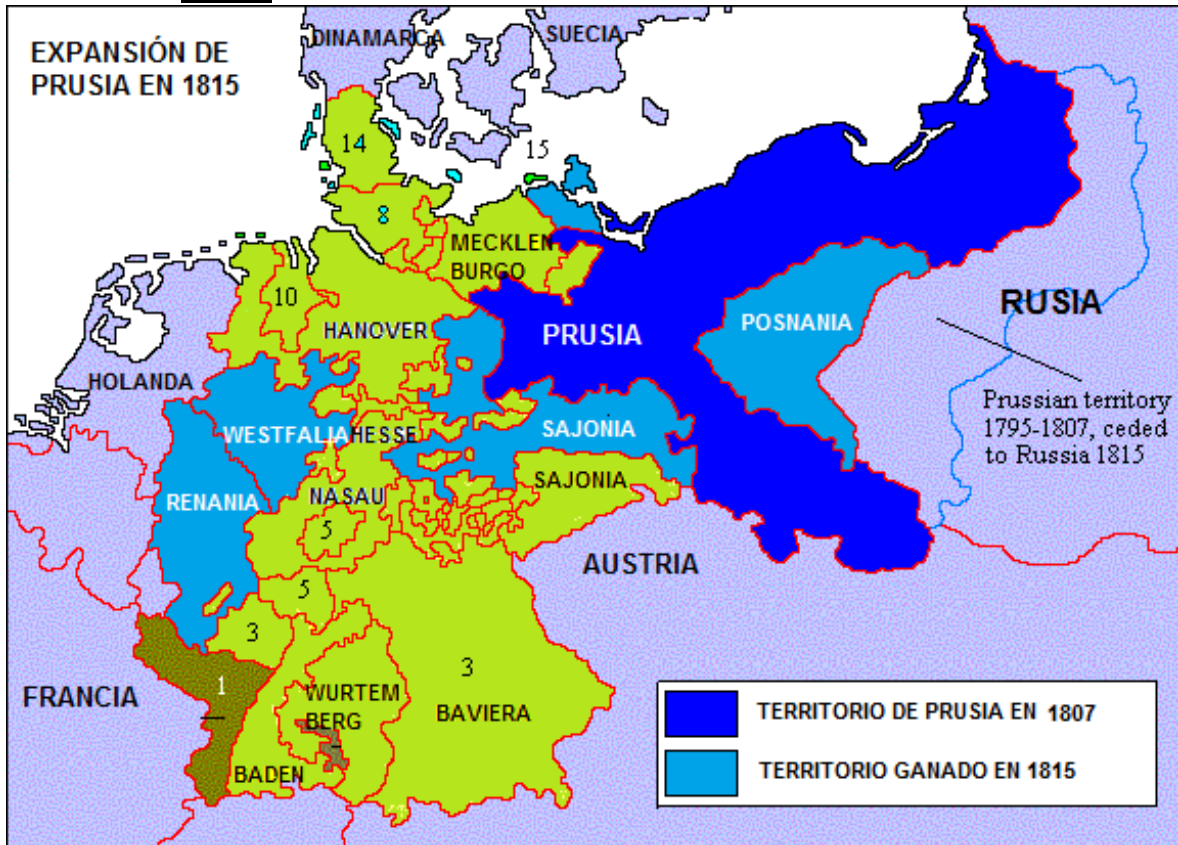 EXPANSIÓN DE
PRUSIA EN 1815
DINAMARCA
SUECIA
14
15
8
MECKLEN
BURGO
10
HANOVER
PRUSIA
POSNANIA
RUSIA
HOLANDA
Prussian territory
1795-1807, ceded
to Russia 1815
WESTFALIA
HESSE
SAJONIA
SAJONIA
RENANIA
NASAU
5
AUSTRIA
5
3
1
3
FRANCIA
WURTEM
BERG
BAVIERA
BADEN
TERRITORIO DE PRUSIA EN 1807
TERRITORIO GANADO EN 1815